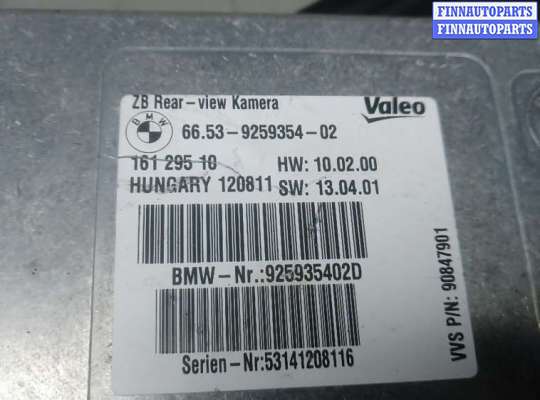 FINNAUTOPARTS
FINNAUTOPARTS
ZB Rear-view Kamera
Valeo
BMW
66.53-9259354-02
161 295 10
HW: 10.02.00
HUNGARY 120811
SW: 13.04.01
BMW-Nr.:925935402D
Serien-Nr:53141208116
VVS P/N: 90847901